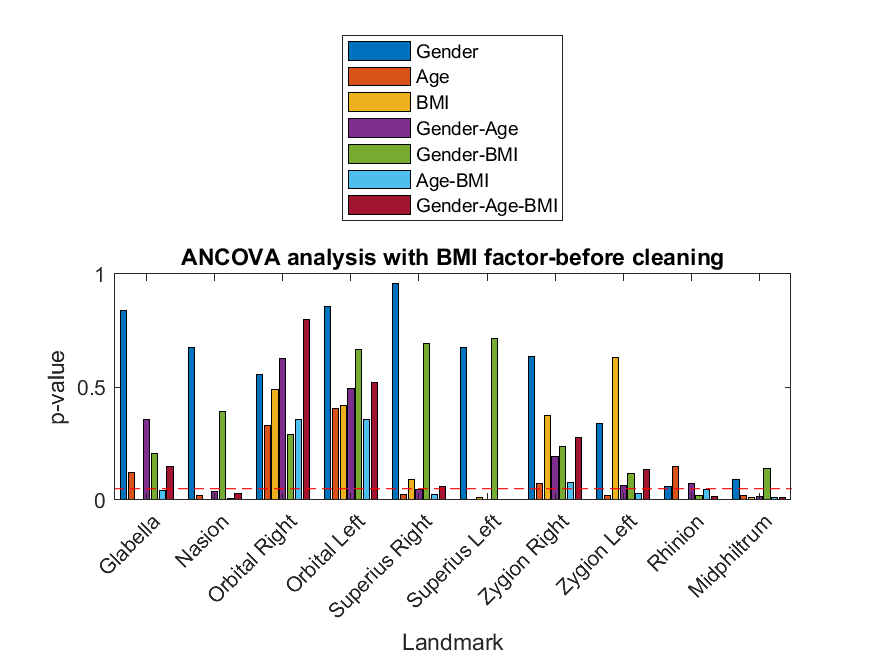 Gender
Age
BMI
Gender-Age
Gender-BMI
Age-BMI
Gender-Age-BMI
ANCOVA analysis with BMI factor-before cleaning
1
0.5
0
p-value
Glabella
Nasion
Orbital Right
Orbital Left
Superius Right
Superius Left
Zygion Right
Zygion Left
Rhinion
Midphiltrum
Landmark